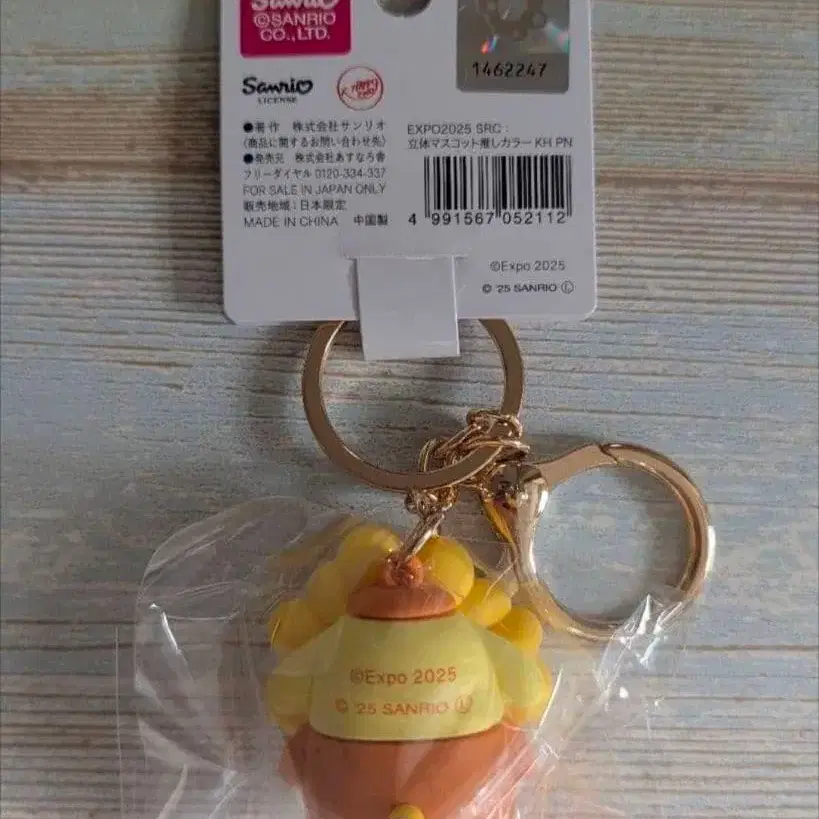 Sanrio
©SANRIO
CO.,LTD.
1462247
Sanrio
LICENSE
●著作 株式会社サンリオ
(商品に関するお問い合わせ先)
●発売元 株式会社あすなろ舎
フリーダイヤル 0120-334-337
FOR SALE IN JAPAN ONLY
販売地域:日本限定
MADE IN CHINA 中国製
EXPO2025 SRC:
立体マスコット推しカラー KH PN
4 991567 052112
©Expo 2025
© '25 SANRIO Ⓛ
©Expo 2025
© '25 SANRIO Ⓛ